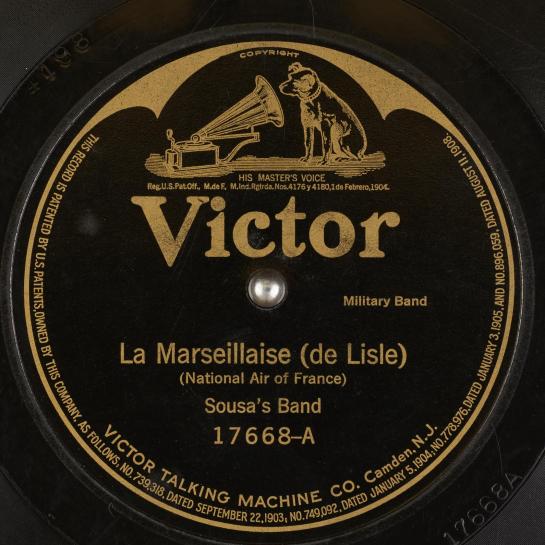 COPYRIGHT
HIS MASTER'S VOICE
Reg.U.S.Pat.Off., M.de F. M.Ind.Rgtrda.Nos.4176 y 4180,1 de Febrero,1904.
Victor
Military Band
La Marseillaise (de Lisle)
(National Air of France)
Sousa's Band
17668-A
VICTOR TALKING MACHINE CO. Camden, N.J.
THIS RECORD IS PATENTED BY U.S. PATENTS, OWNED BY THIS COMPANY, AS FOLLOWS, NO. 739,318, DATED SEPTEMBER 22, 1903; NO. 749,092, DATED JANUARY 5, 1904, NO. 778,976, DATED JANUARY 3, 1905, AND NO. 896,059, DATED AUGUST 11, 1908.
17668A